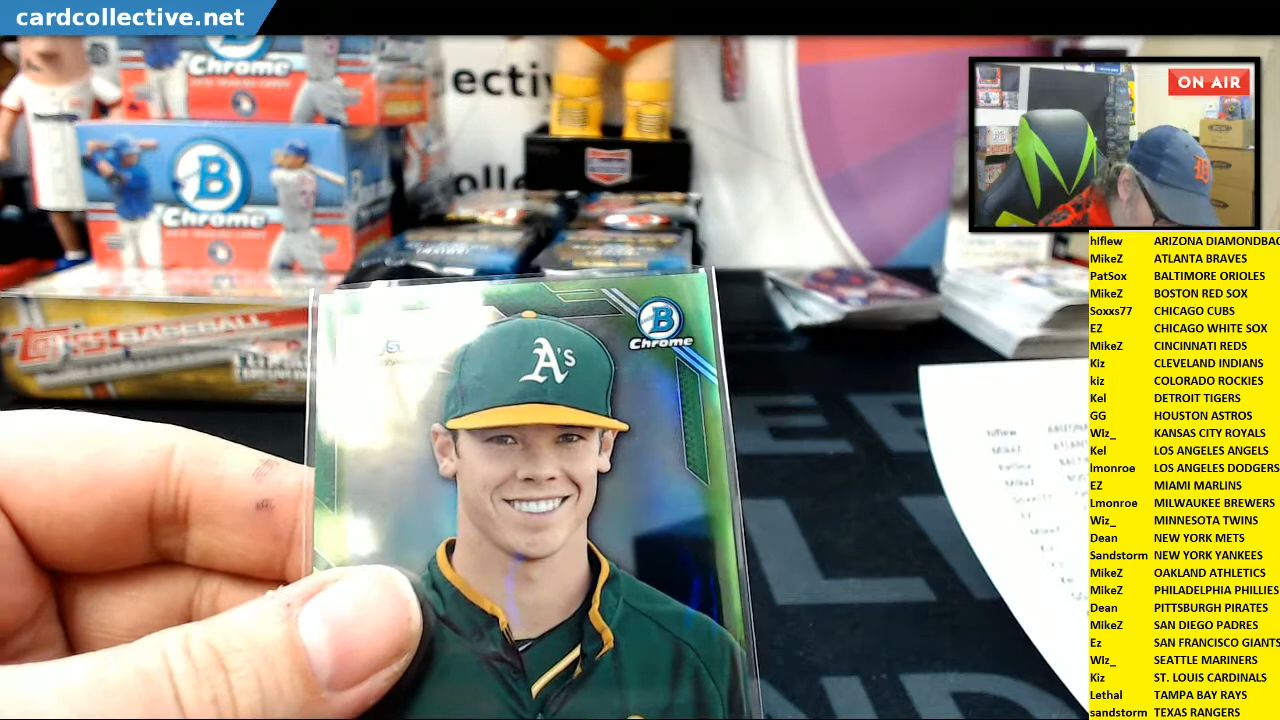 cardcollective.net
ON AIR
Chrome
B
Chrome
ective
colle
TOPPS BASEBALL
B
Chrome
A's
hlflew ARIZONA DIAMONDBAC
MikeZ ATLANTA BRAVES
PatSox BALTIMORE ORIOLES
MikeZ BOSTON RED SOX
Soxxs77 CHICAGO CUBS
EZ CHICAGO WHITE SOX
MikeZ CINCINNATI REDS
Kiz CLEVELAND INDIANS
kiz COLORADO ROCKIES
Kel DETROIT TIGERS
GG HOUSTON ASTROS
Wiz_ KANSAS CITY ROYALS
Kel LOS ANGELES ANGELS
lmonroe LOS ANGELES DODGERS
EZ MIAMI MARLINS
Lmonroe MILWAUKEE BREWERS
Wiz_ MINNESOTA TWINS
Dean NEW YORK METS
Sandstorm NEW YORK YANKEES
MikeZ OAKLAND ATHLETICS
MikeZ PHILADELPHIA PHILLIES
Dean PITTSBURGH PIRATES
MikeZ SAN DIEGO PADRES
Ez SAN FRANCISCO GIANTS
Wiz_ SEATTLE MARINERS
Kiz ST. LOUIS CARDINALS
Lethal TAMPA BAY RAYS
sandstorm TEXAS RANGERS